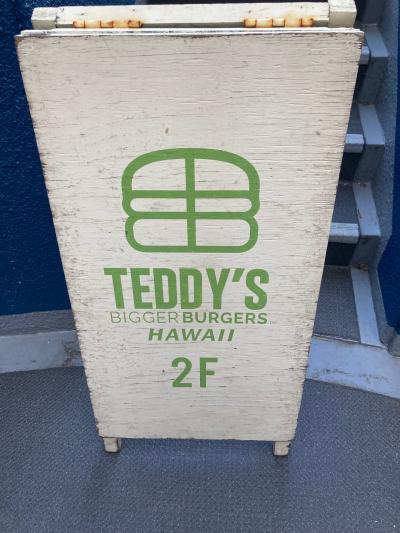 TEDDY'S
BIGGER BURGERS
HAWAII
2F